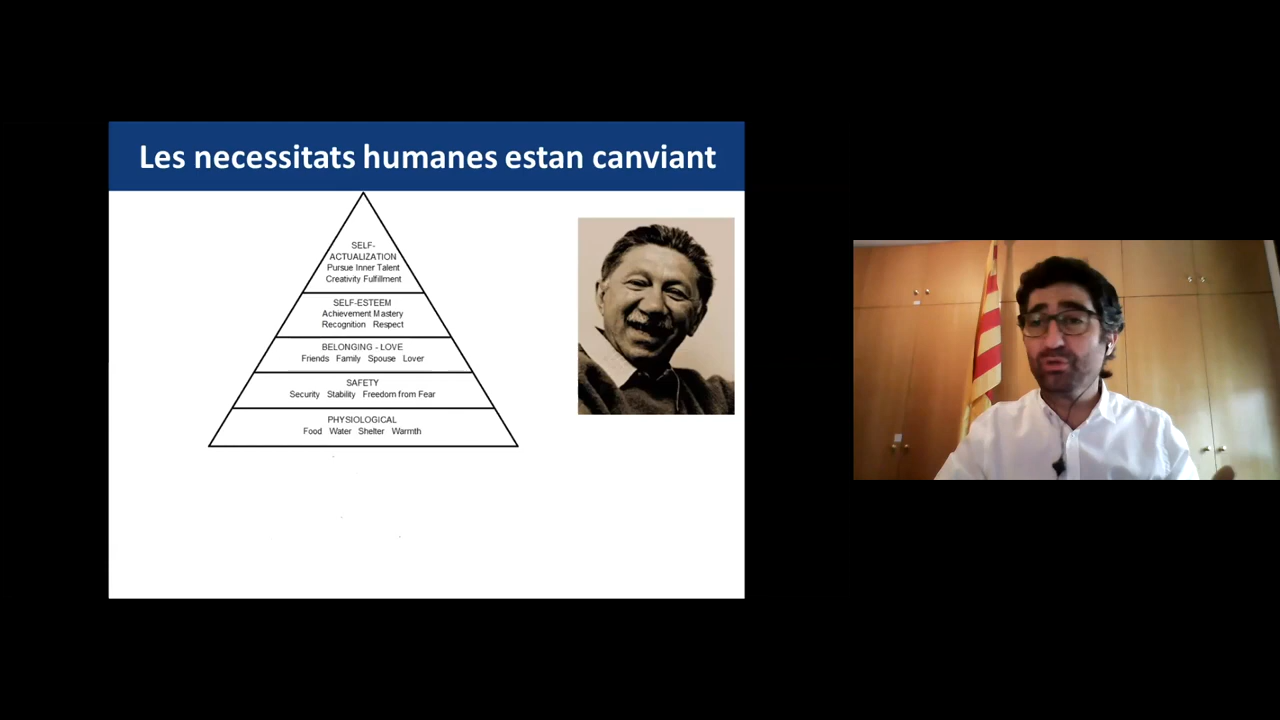 Les necessitats humanes estan canviant
SELF-
ACTUALIZATION
Pursue Inner Talent
Creativity Fulfillment
SELF-ESTEEM
Achievement Mastery
Recognition Respect
BELONGING - LOVE
Friends Family Spouse Lover
SAFETY
Security Stability Freedom from Fear
PHYSIOLOGICAL
Food Water Shelter Warmth